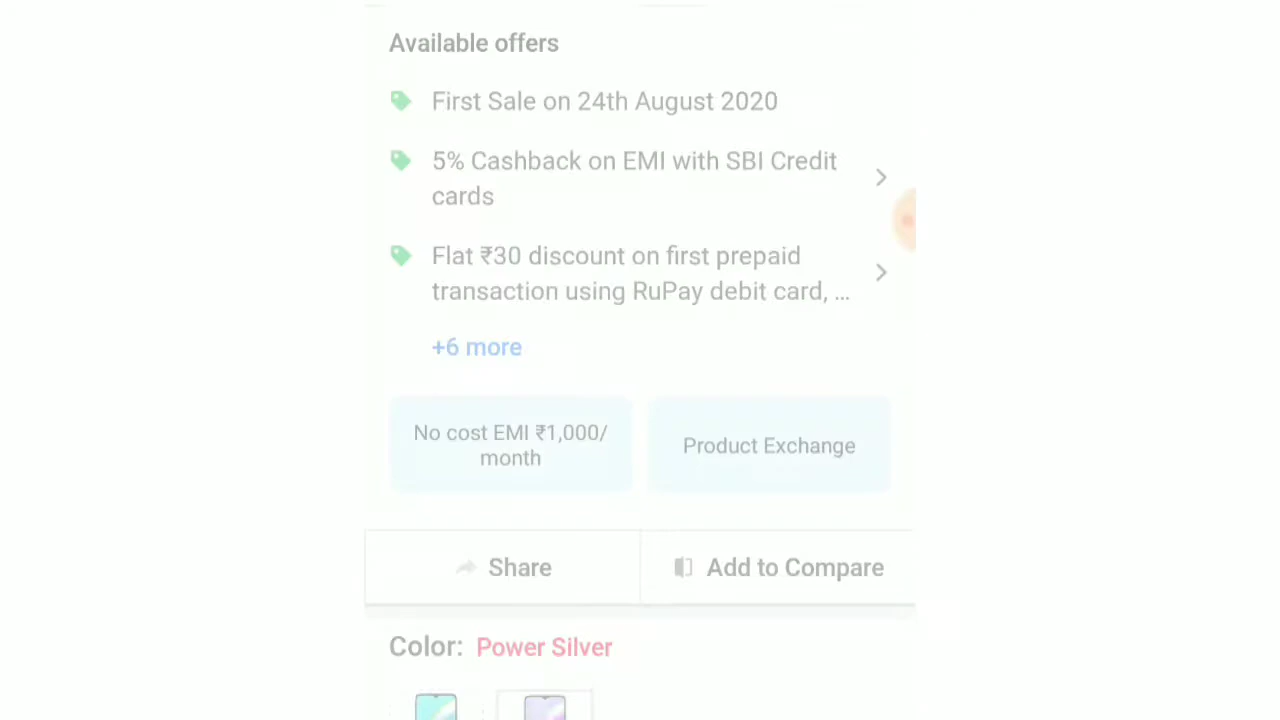 Available offers
First Sale on 24th August 2020
5% Cashback on EMI with SBI Credit
cards
Flat ₹30 discount on first prepaid
transaction using RuPay debit card, ...
+6 more
No cost EMI ₹1,000/
month
Product Exchange
Share
Add to Compare
Color: Power Silver